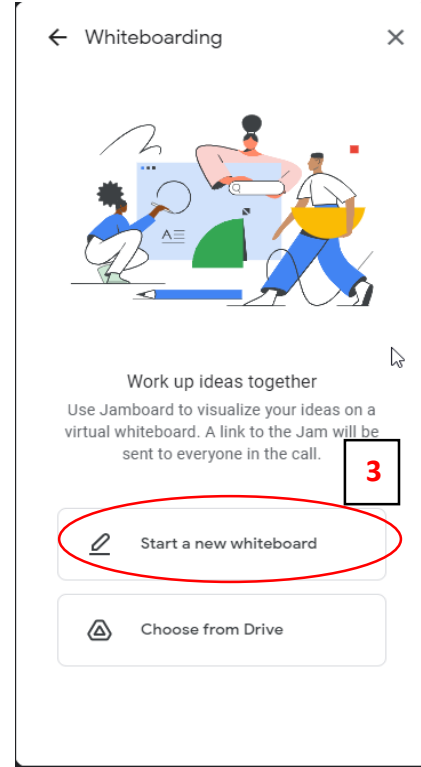 Whiteboarding
A
Work up ideas together
Use Jamboard to visualize your ideas on a
virtual whiteboard. A link to the Jam will be
sent to everyone in the call.
3
Start a new whiteboard
Choose from Drive